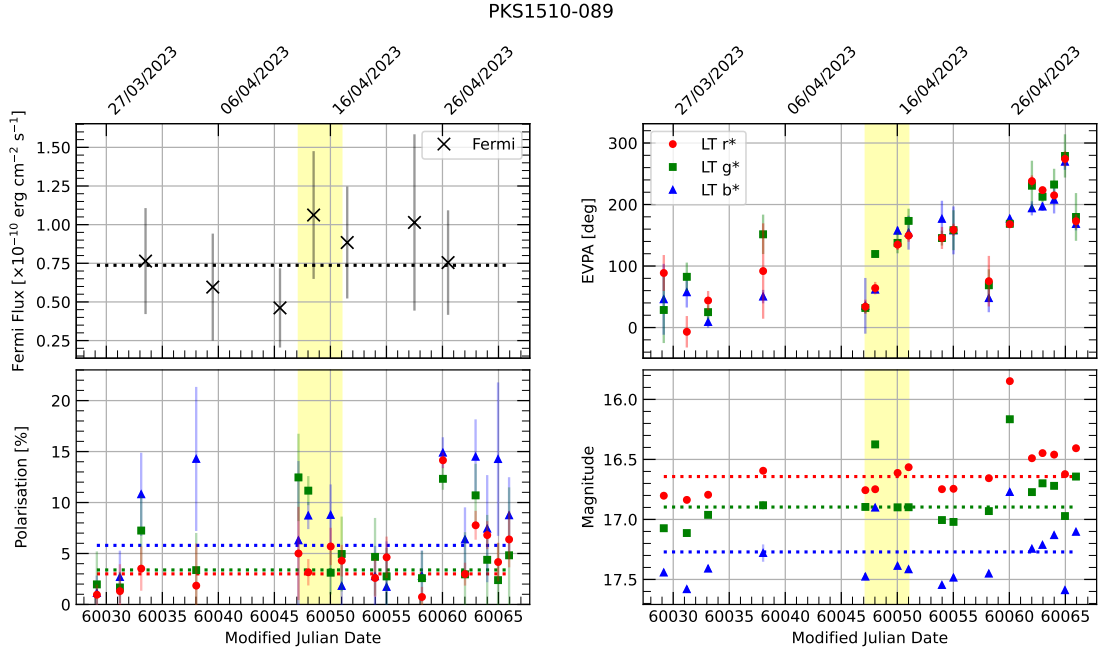 PKS1510-089
27/03/2023 06/04/2023 16/04/2023 26/04/2023
27/03/2023 06/04/2023 16/04/2023 26/04/2023
Fermi Flux [×10⁻¹⁰ erg cm⁻² s⁻¹]
1.50
1.25
1.00
0.75
0.50
0.25
Fermi
EVPA [deg]
300
200
100
0
LT r*
LT g*
LT b*
Polarisation [%]
20
15
10
5
0
60030 60035 60040 60045 60050 60055 60060 60065
Modified Julian Date
Magnitude
16.0
16.5
17.0
17.5
60030 60035 60040 60045 60050 60055 60060 60065
Modified Julian Date